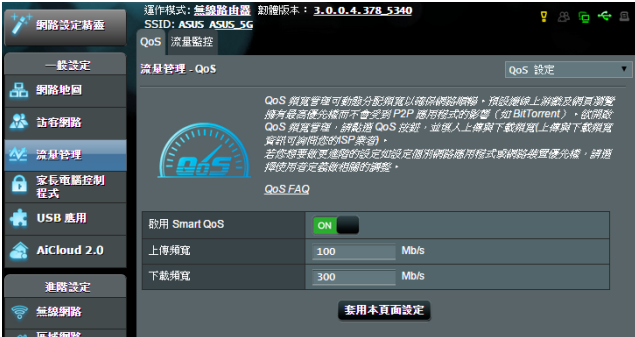 運作模式: 無線路由器 韌體版本: 3.0.0.4.378_5340
SSID: ASUS ASUS_5G
網路設定精靈
QoS 流量監控
一般設定
流量管理 - QoS
QoS 設定
網路地圖
訪客網路
流量管理
家長電腦控制
程式
USB 應用
AiCloud 2.0
進階設定
無線網路
區域網路
QoS
QoS 頻寬管理可動態分配頻寬以確保網路順暢。預設連線上游戲及網頁瀏覽
擁有最高優先權而不會受到 P2P 應用程式的影響 (如 BitTorrent)。欲開啟
QoS 頻寬管理,請點選 QoS 按鈕,並填入上傳與下載頻寬(上傳與下載頻寬
資訊可詢問您的ISP業者)。
若您想要做更進階的設定如設定個別網路應用程式或網路裝置優先權,請選
擇使用者定義做相關的調整。
QoS FAQ
啟用 Smart QoS
ON
上傳頻寬
100 Mb/s
下載頻寬
300 Mb/s
套用本頁面設定